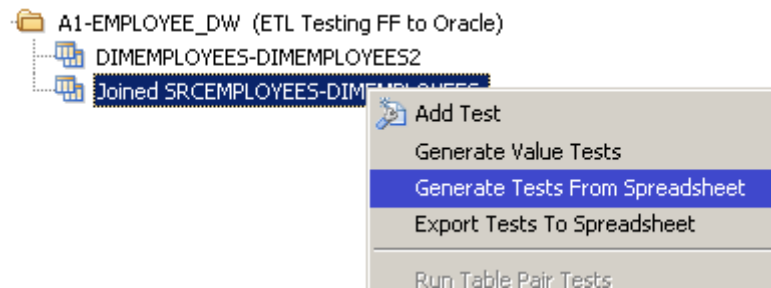 A1-EMPLOYEE_DW (ETL Testing FF to Oracle)
DIMEMPLOYEES-DIMEMPLOYEES2
Joined SRCEMPLOYEES-DIMEMPLOYEES
Add Test
Generate Value Tests
Generate Tests From Spreadsheet
Export Tests To Spreadsheet
Run Table Pair Tests